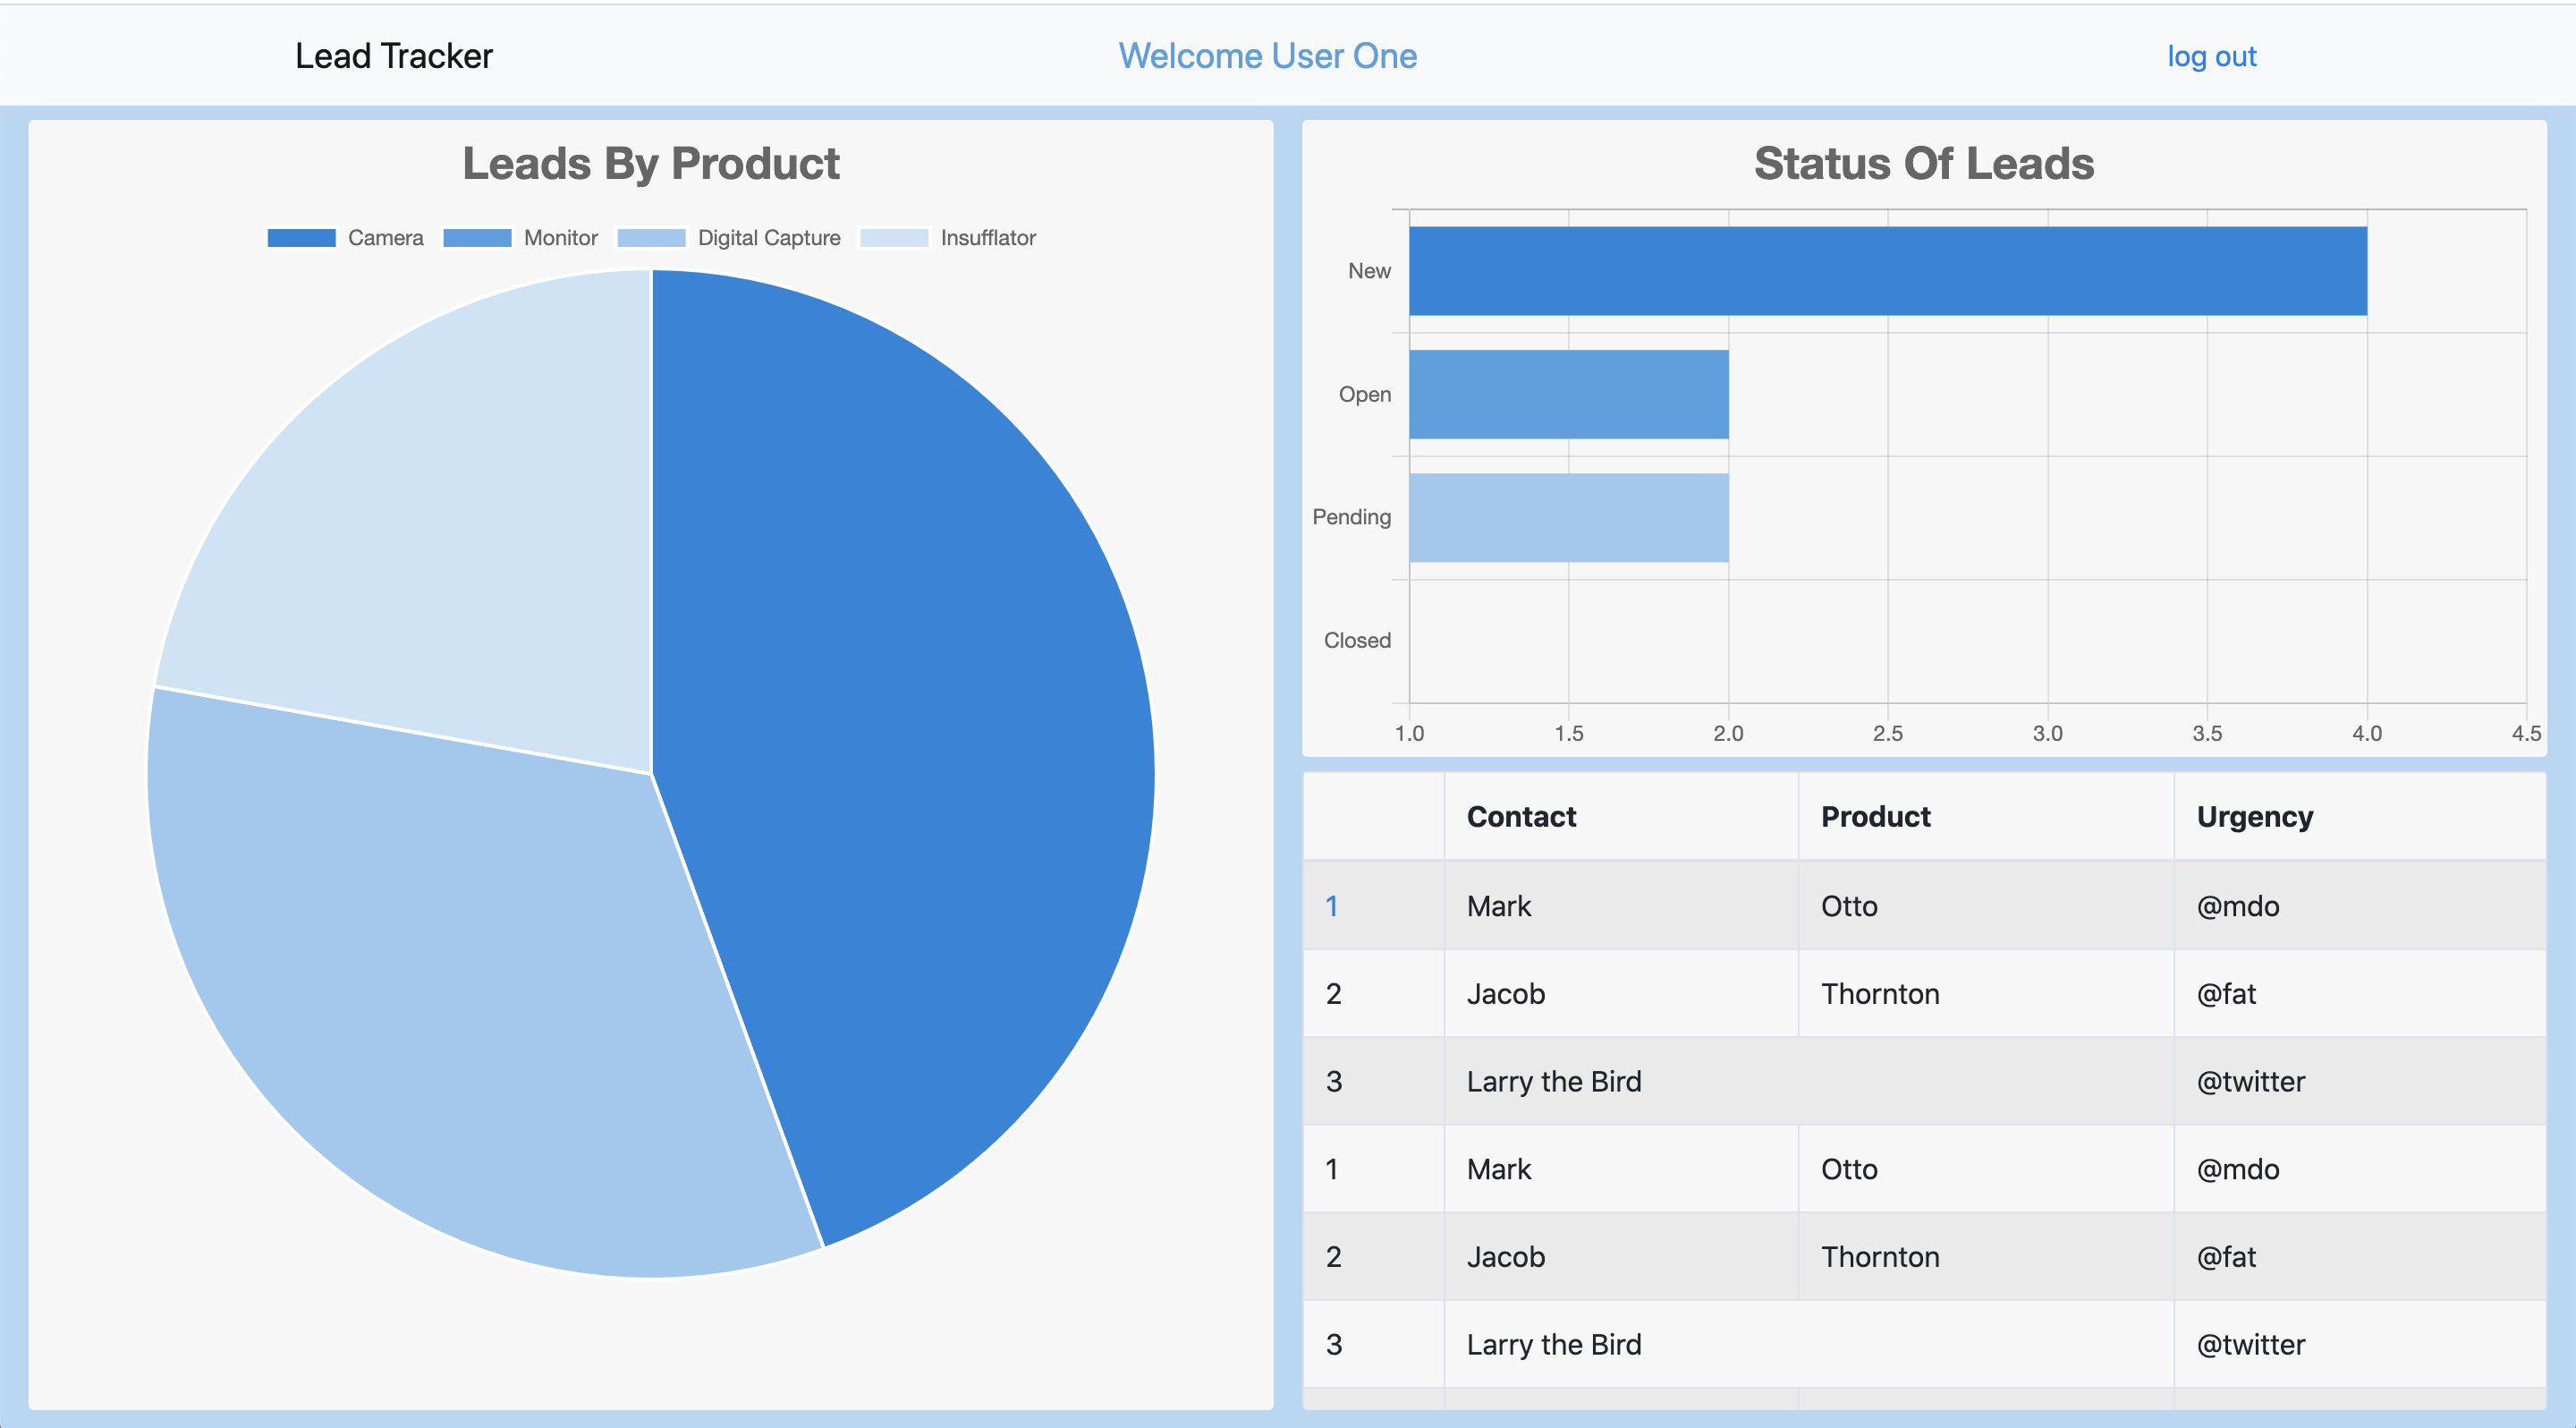 Lead Tracker Welcome User One log out
Leads By Product
Camera Monitor Digital Capture Insufflator
Status Of Leads
New
Open
Pending
Closed
1.0 1.5 2.0 2.5 3.0 3.5 4.0 4.5
Contact Product Urgency
1 Mark Otto @mdo
2 Jacob Thornton @fat
3 Larry the Bird @twitter
1 Mark Otto @mdo
2 Jacob Thornton @fat
3 Larry the Bird @twitter